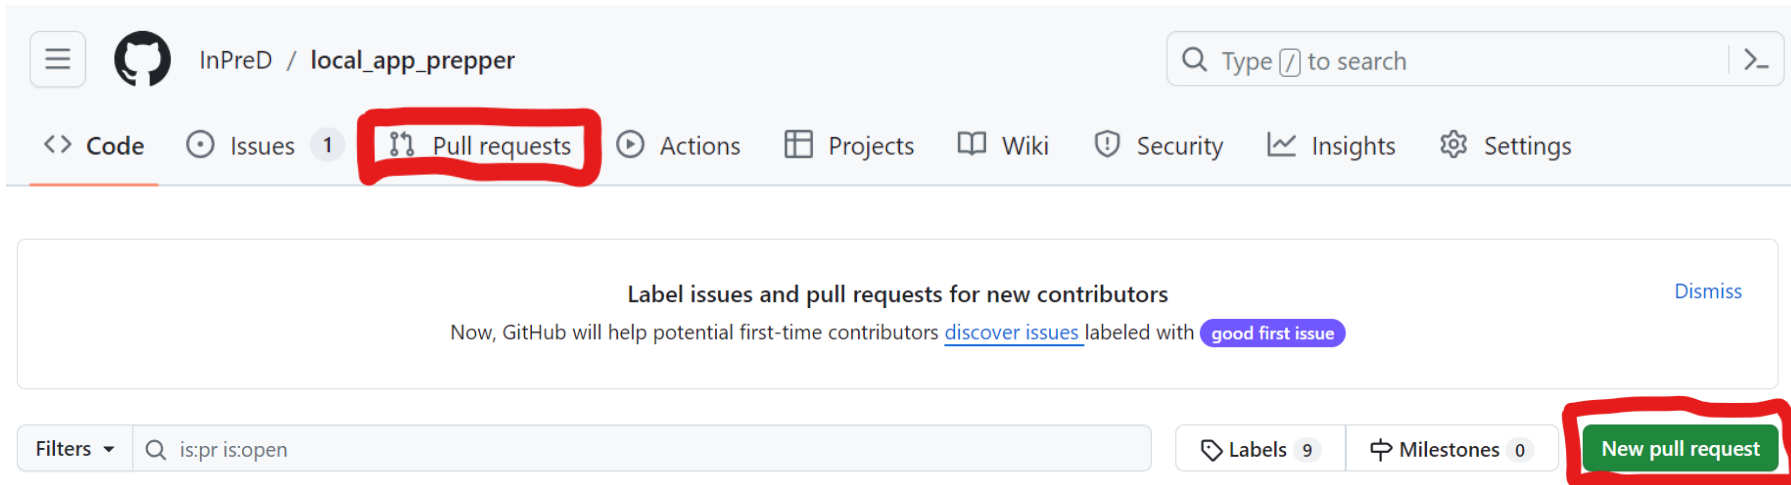 InPreD / local_app_prepper
Type / to search
Code Issues 1 Pull requests Actions Projects Wiki Security Insights Settings
Label issues and pull requests for new contributors
Dismiss
Now, GitHub will help potential first-time contributors discover issues labeled with good first issue
Filters is:pr is:open Labels 9 Milestones 0 New pull request